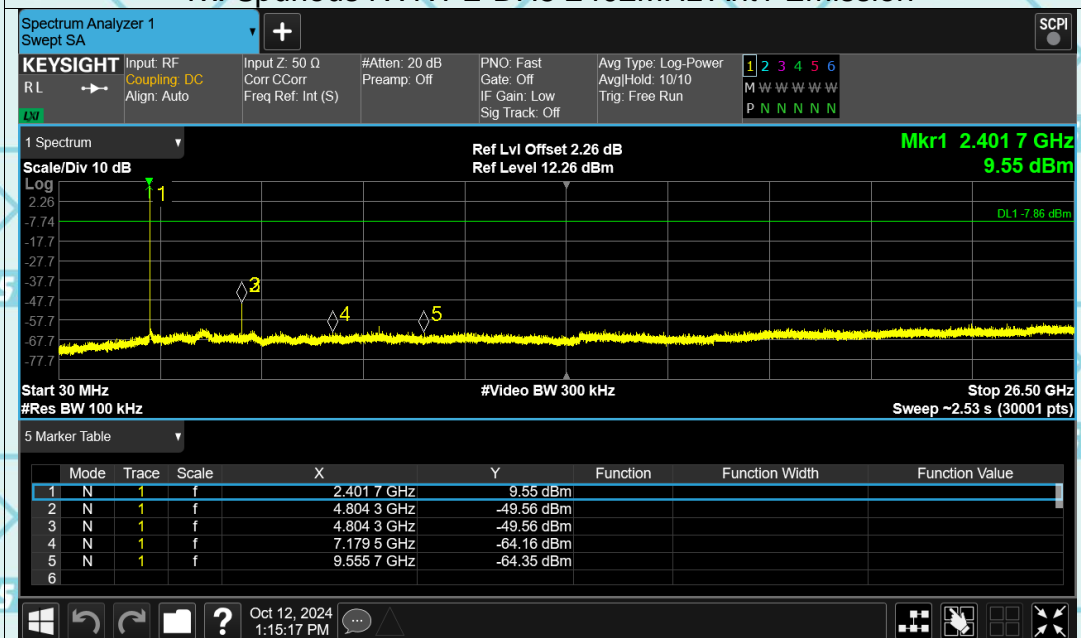 Spectrum Analyzer 1
Swept SA
+
SCPI
KEYSIGHT
R L
LXI
Input: RF
Coupling: DC
Align: Auto
Input Z: 50 Ω
Corr CCorr
Freq Ref: Int (S)
#Atten: 20 dB
Preamp: Off
PNO: Fast
Gate: Off
IF Gain: Low
Sig Track: Off
Avg Type: Log-Power
Avg|Hold: 10/10
Trig: Free Run
1 2 3 4 5 6
M W W W W W
P N N N N N
1 Spectrum
Scale/Div 10 dB
Ref Lvl Offset 2.26 dB
Ref Level 12.26 dBm
Mkr1 2.401 7 GHz
9.55 dBm
Log
2.26
-7.74
-17.7
-27.7
-37.7
-47.7
-57.7
-67.7
-77.7
1
3
4
5
DL1 -7.86 dBm
Start 30 MHz
#Video BW 300 kHz
Stop 26.50 GHz
#Res BW 100 kHz
Sweep ~2.53 s (30001 pts)
5 Marker Table
Mode Trace Scale X Y Function Function Width Function Value
1 N 1 f 2.401 7 GHz 9.55 dBm
2 N 1 f 4.804 3 GHz -49.56 dBm
3 N 1 f 4.804 3 GHz -49.56 dBm
4 N 1 f 7.179 5 GHz -64.16 dBm
5 N 1 f 9.555 7 GHz -64.35 dBm
6
?
Oct 12, 2024
1:15:17 PM